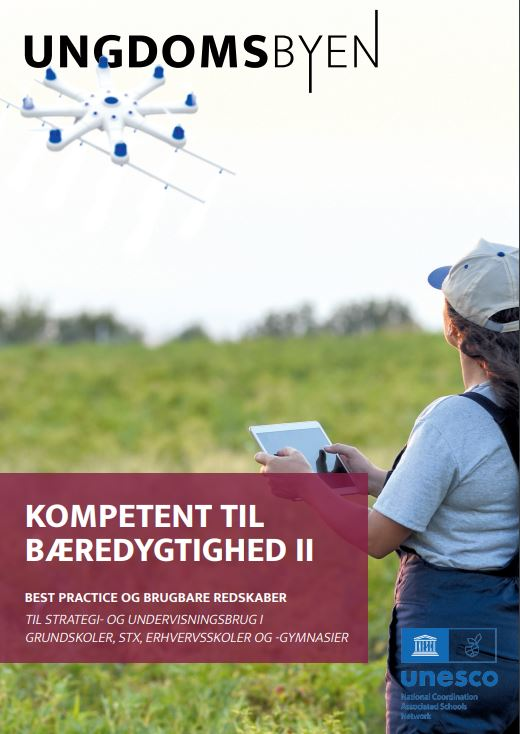 UNGDOMSBYEN
KOMPETENT TIL
BÆREDYGTIGHED II
BEST PRACTICE OG BRUGBARE REDSKABER
TIL STRATEGI- OG UNDERVISNINGSBRUG I
GRUNDSKOLER, STX, ERHVERVSSKOLER OG -GYMNASIER
unesco
National Coordination
Associated Schools
Network